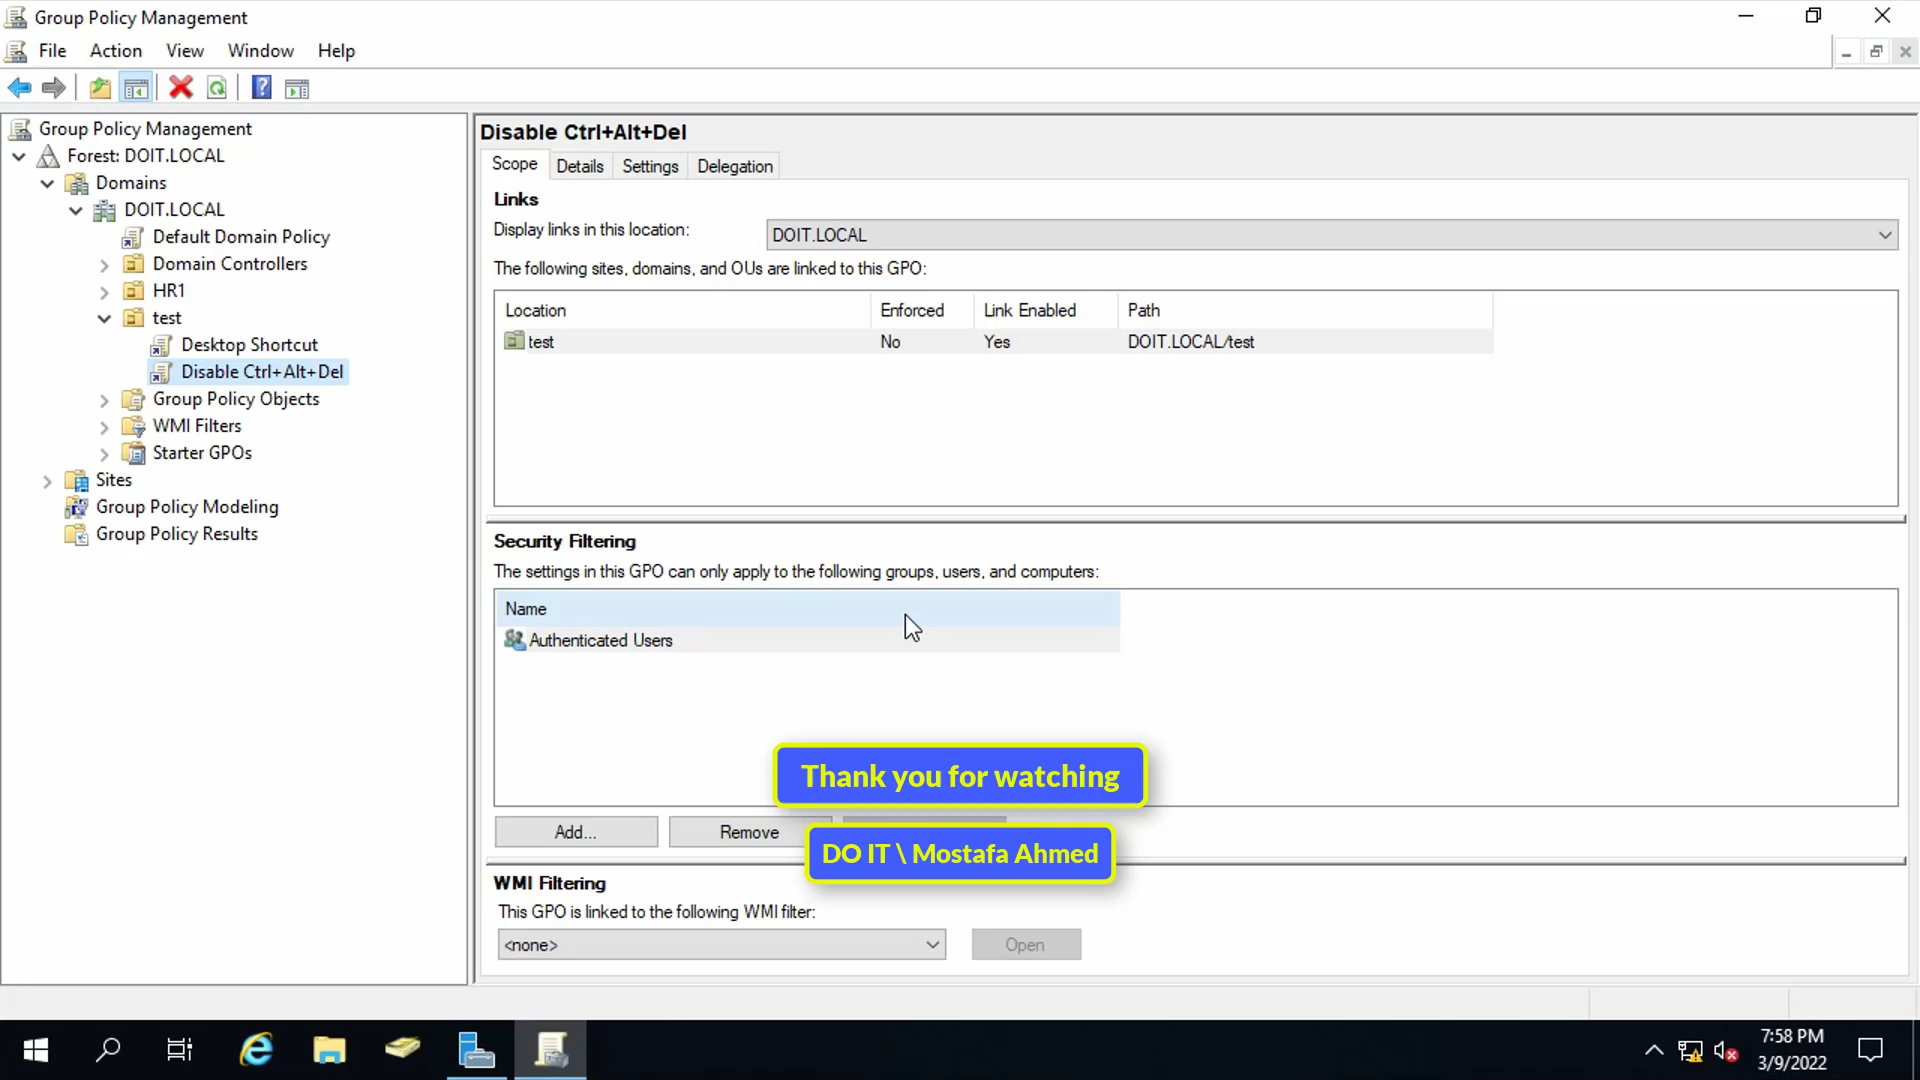 Group Policy Management
File Action View Window Help
Group Policy Management
Forest: DOIT.LOCAL
Domains
DOIT.LOCAL
Default Domain Policy
Domain Controllers
HR1
test
Desktop Shortcut
Disable Ctrl+Alt+Del
Group Policy Objects
WMI Filters
Starter GPOs
Sites
Group Policy Modeling
Group Policy Results
Disable Ctrl+Alt+Del
Scope Details Settings Delegation
Links
Display links in this location: DOIT.LOCAL
The following sites, domains, and OUs are linked to this GPO:
Location Enforced Link Enabled Path
test No Yes DOIT.LOCAL/test
Security Filtering
The settings in this GPO can only apply to the following groups, users, and computers:
Name
Authenticated Users
Thank you for watching
Add... Remove
DO IT \ Mostafa Ahmed
WMI Filtering
This GPO is linked to the following WMI filter:
<none> Open
7:58 PM
3/9/2022